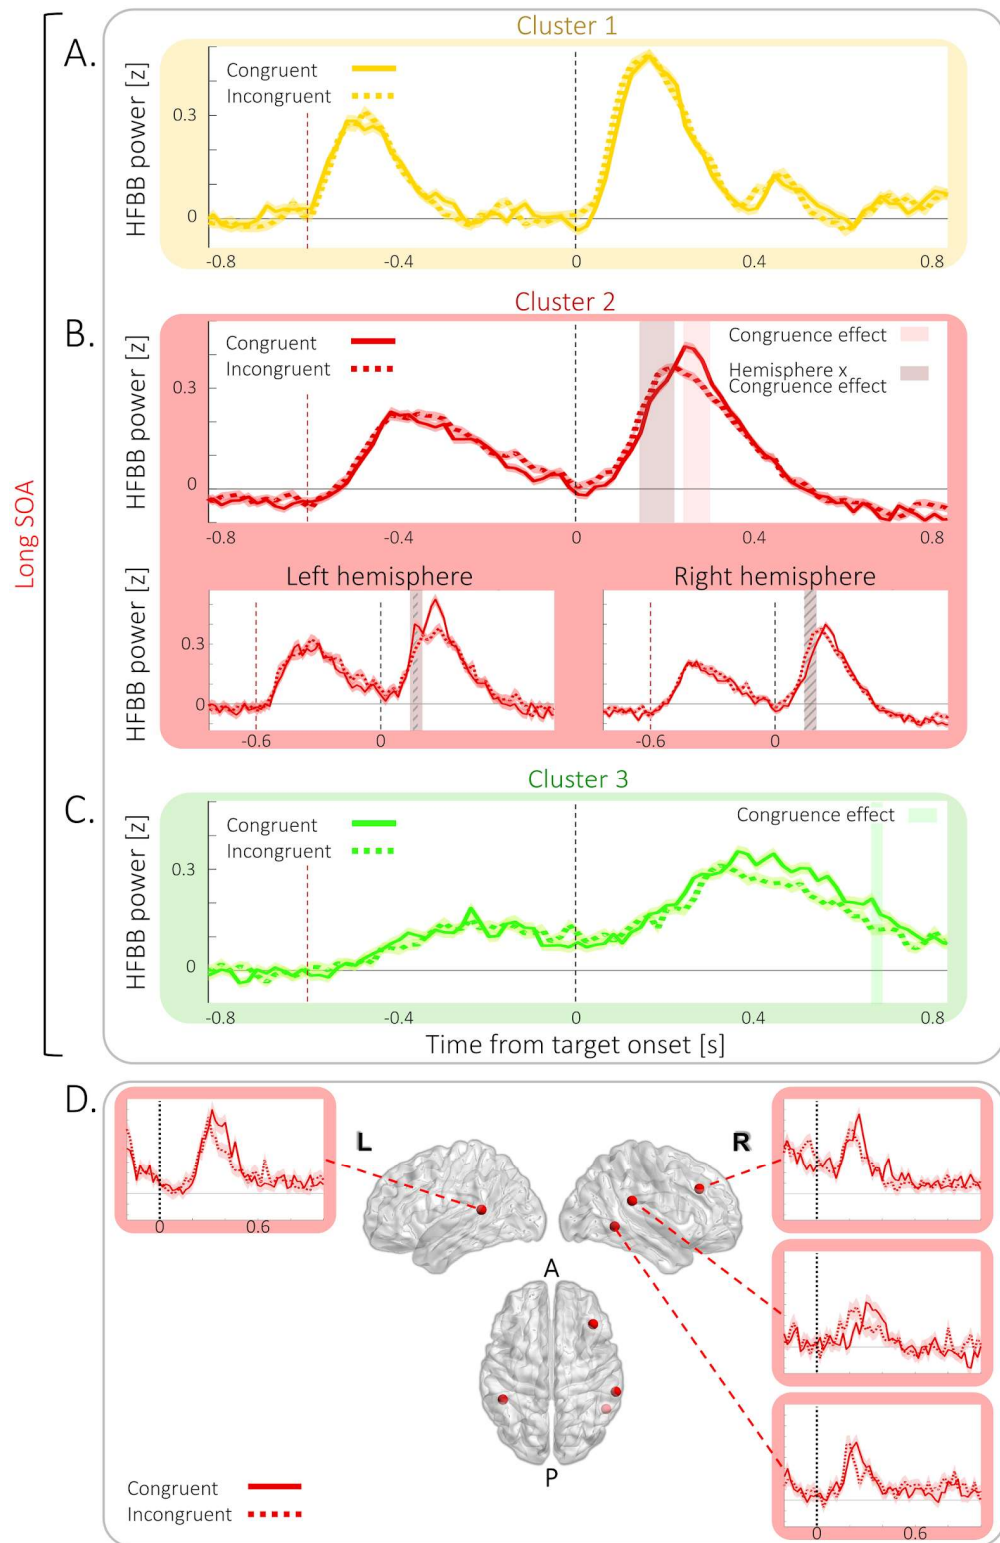 Long SOA
A.
Cluster 1
HFBB power [z]
Congruent
Incongruent
0.3
0
-0.8
-0.4
0
0.4
0.8
B.
Cluster 2
HFBB power [z]
Congruent
Incongruent
Congruence effect
Hemisphere x
Congruence effect
0.3
0
-0.8
-0.4
0
0.4
0.8
Left hemisphere
Right hemisphere
HFBB power [z]
0.3
0
-0.6
0
-0.6
0
C.
Cluster 3
HFBB power [z]
Congruent
Incongruent
Congruence effect
0.3
0
-0.8
-0.4
0
0.4
0.8
Time from target onset [s]
D.
0
0.6
L
R
A
P
0
0.6
Congruent
Incongruent